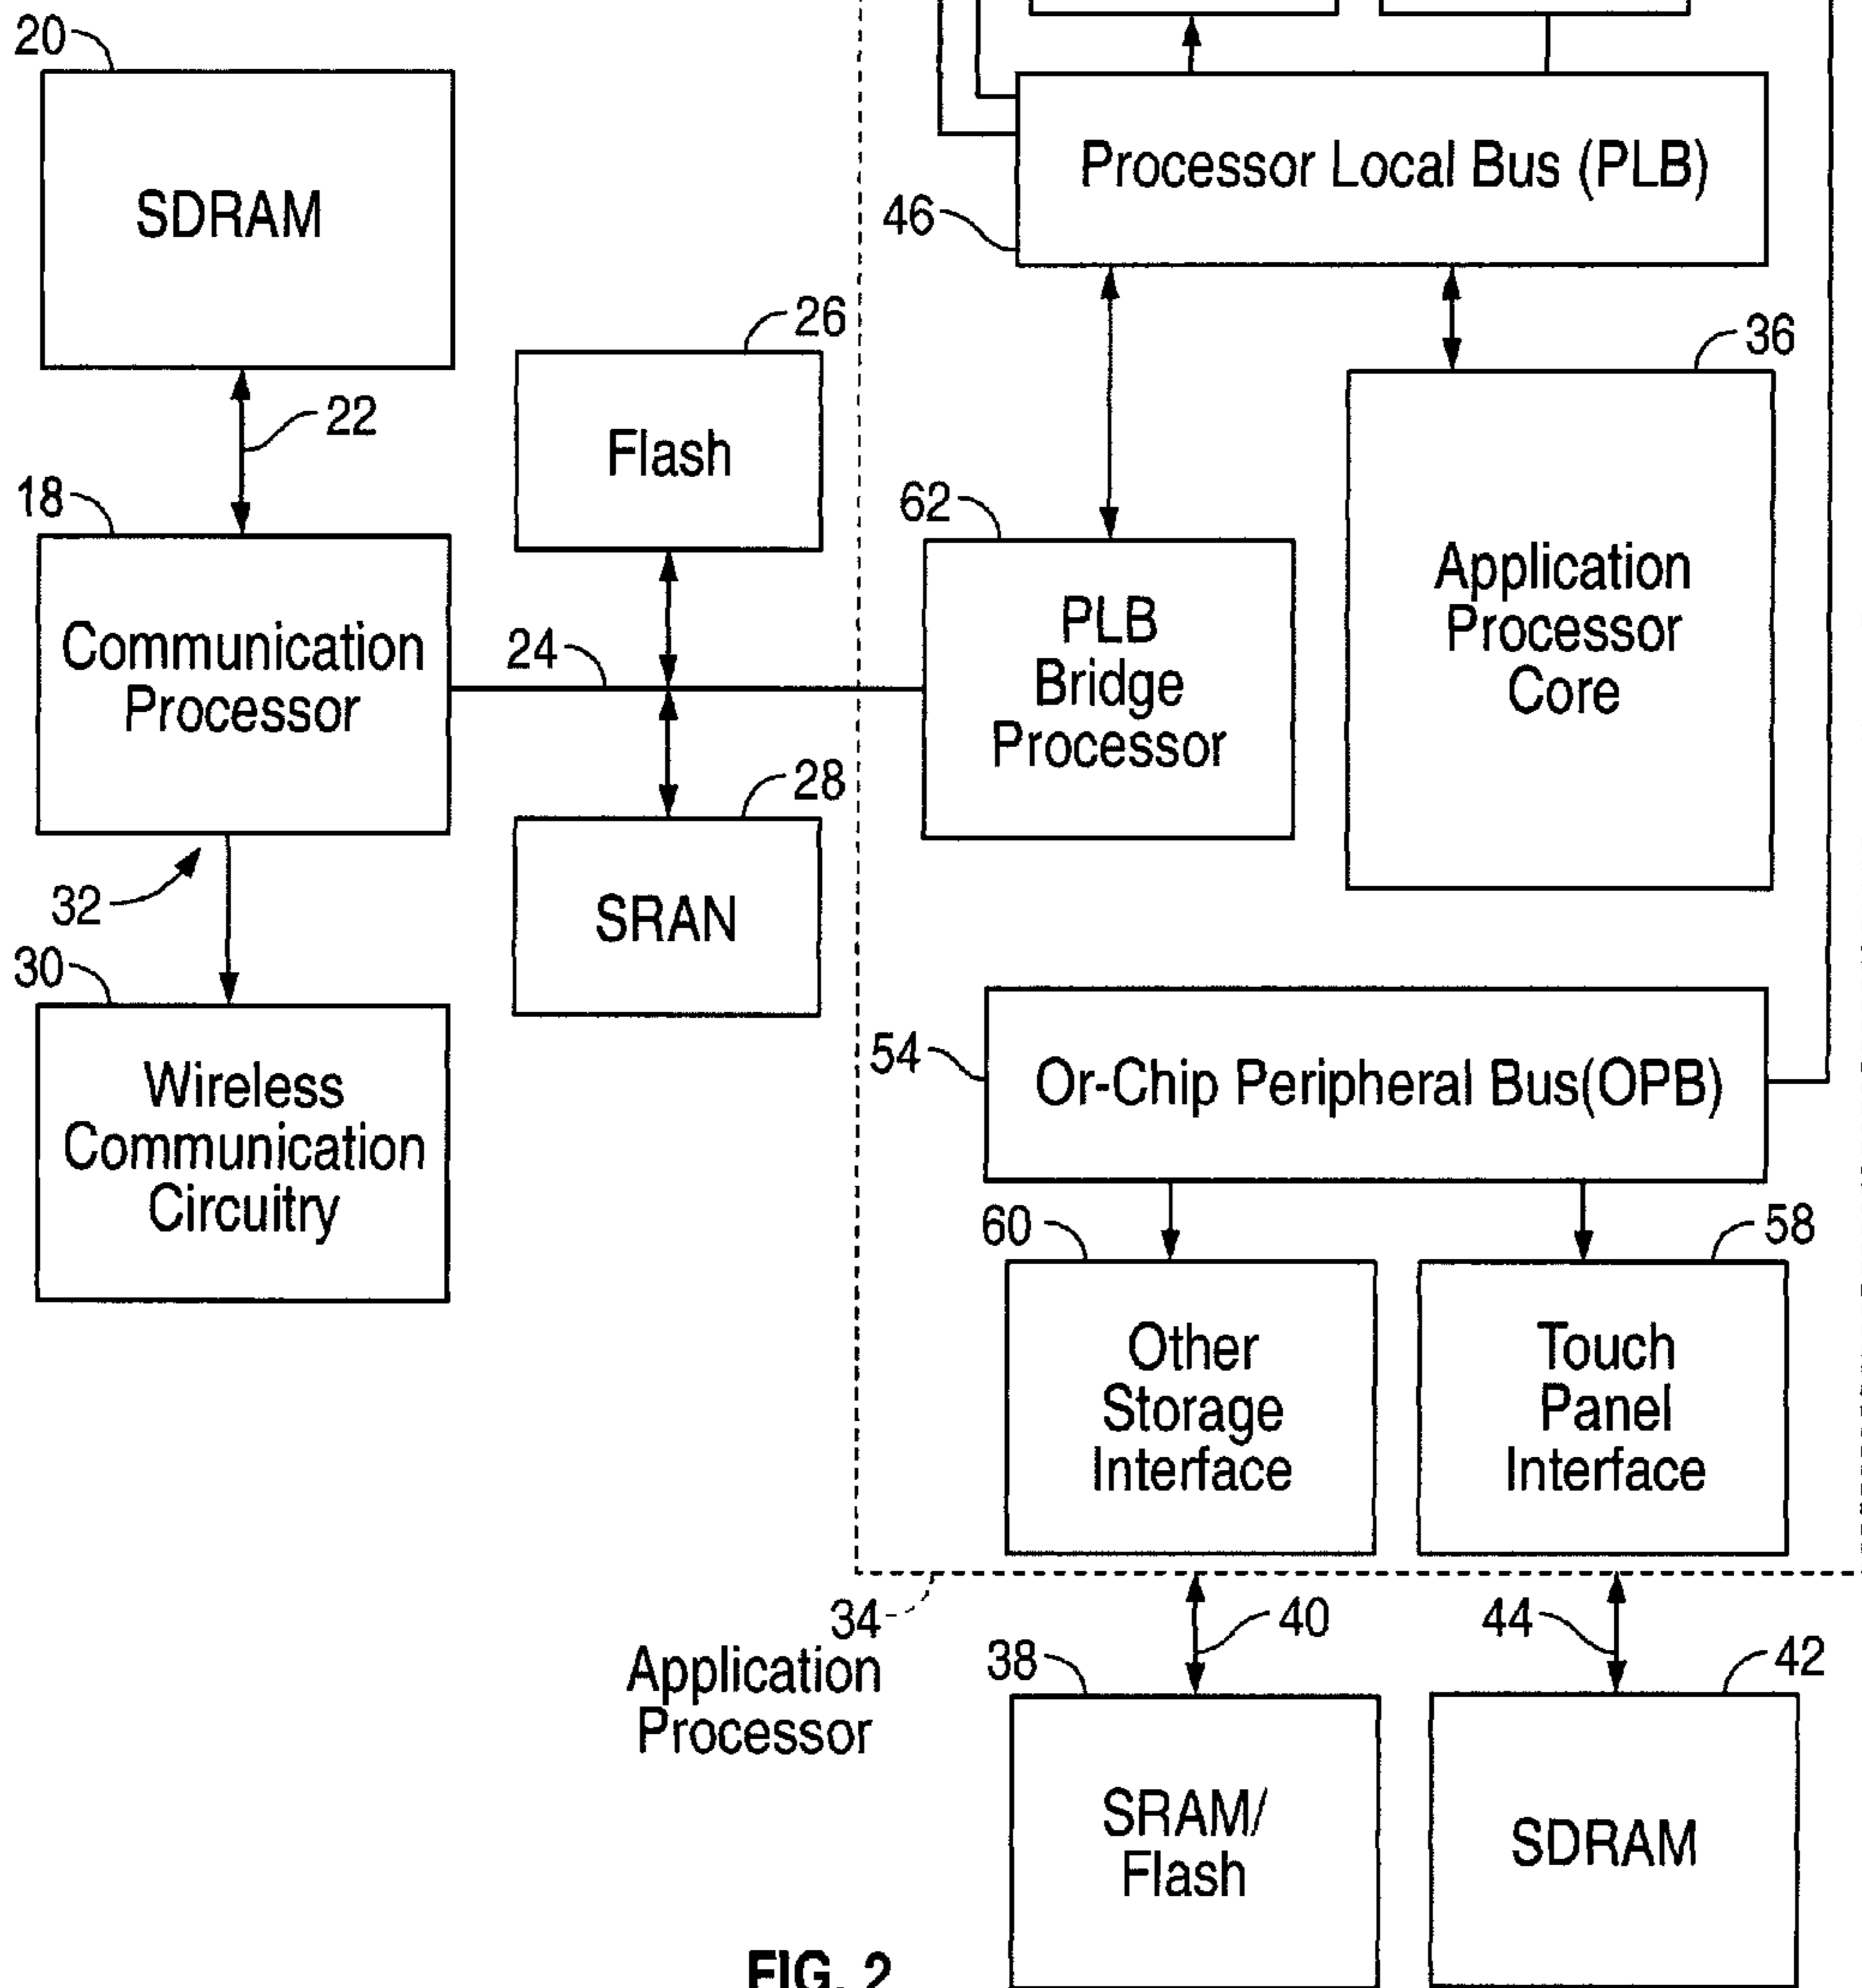 20
SDRAM
22
18
Communication
Processor
32
30
Wireless
Communication
Circuitry
26
Flash
24
28
SRAN
Processor Local Bus (PLB)
46
36
62
PLB
Bridge
Processor
Application
Processor
Core
54
Or-Chip Peripheral Bus(OPB)
60
58
Other
Storage
Interface
Touch
Panel
Interface
34
Application
Processor
40
44
38
42
SRAM/
Flash
SDRAM
FIG. 2